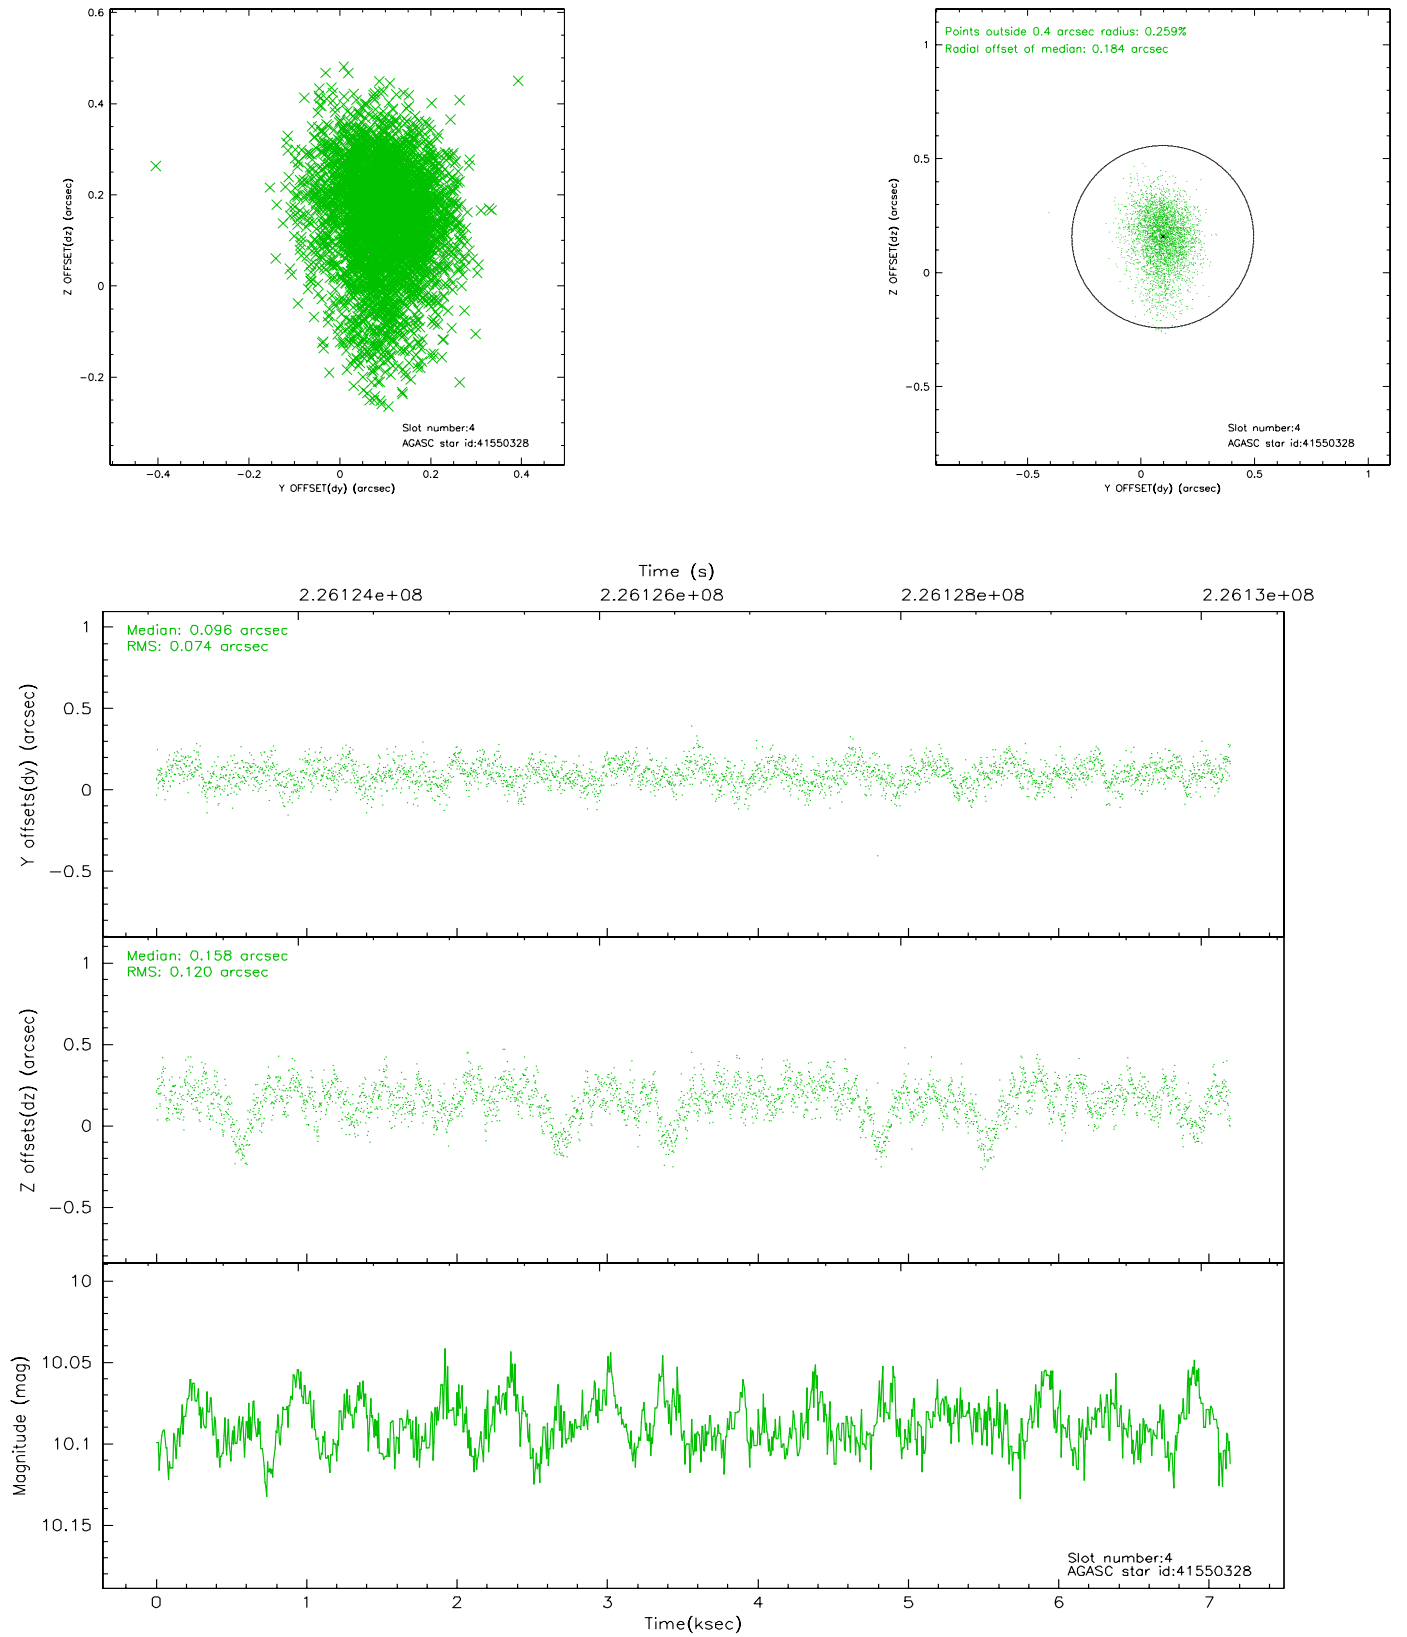 0.6
0.4
0.2
0
−0.2
Z OFFSET(dz) (arcsec)
Slot number:4
AGASC star id:41550328
−0.4
−0.2
0
0.2
0.4
Y OFFSET(dy) (arcsec)
Points outside 0.4 arcsec radius: 0.259%
Radial offset of median: 0.184 arcsec
1
0.5
0
−0.5
Z OFFSET(dz) (arcsec)
Slot number:4
AGASC star id:41550328
−0.5
0
0.5
1
Y OFFSET(dy) (arcsec)
Time (s)
2.26124e+08
2.26126e+08
2.26128e+08
2.2613e+08
Median: 0.096 arcsec
RMS: 0.074 arcsec
1
0.5
0
−0.5
Y offsets(dy) (arcsec)
Median: 0.158 arcsec
RMS: 0.120 arcsec
1
0.5
0
−0.5
Z offsets(dz) (arcsec)
10
10.05
10.1
10.15
Magnitude (mag)
Slot number:4
AGASC star id:41550328
0
1
2
3
4
5
6
7
Time(ksec)